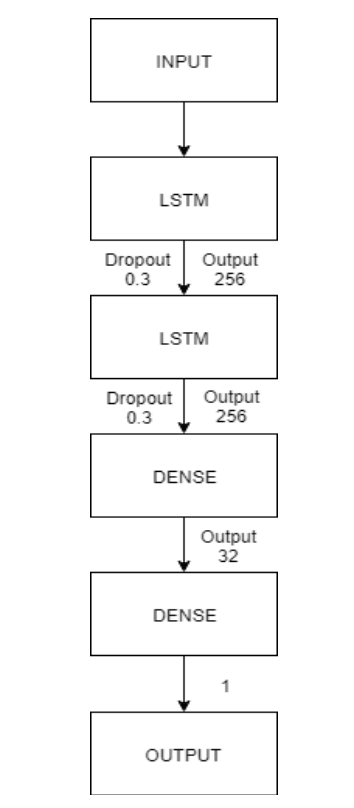 INPUT
LSTM
Dropout Output
0.3 256
LSTM
Dropout Output
0.3 256
DENSE
Output
32
DENSE
1
OUTPUT